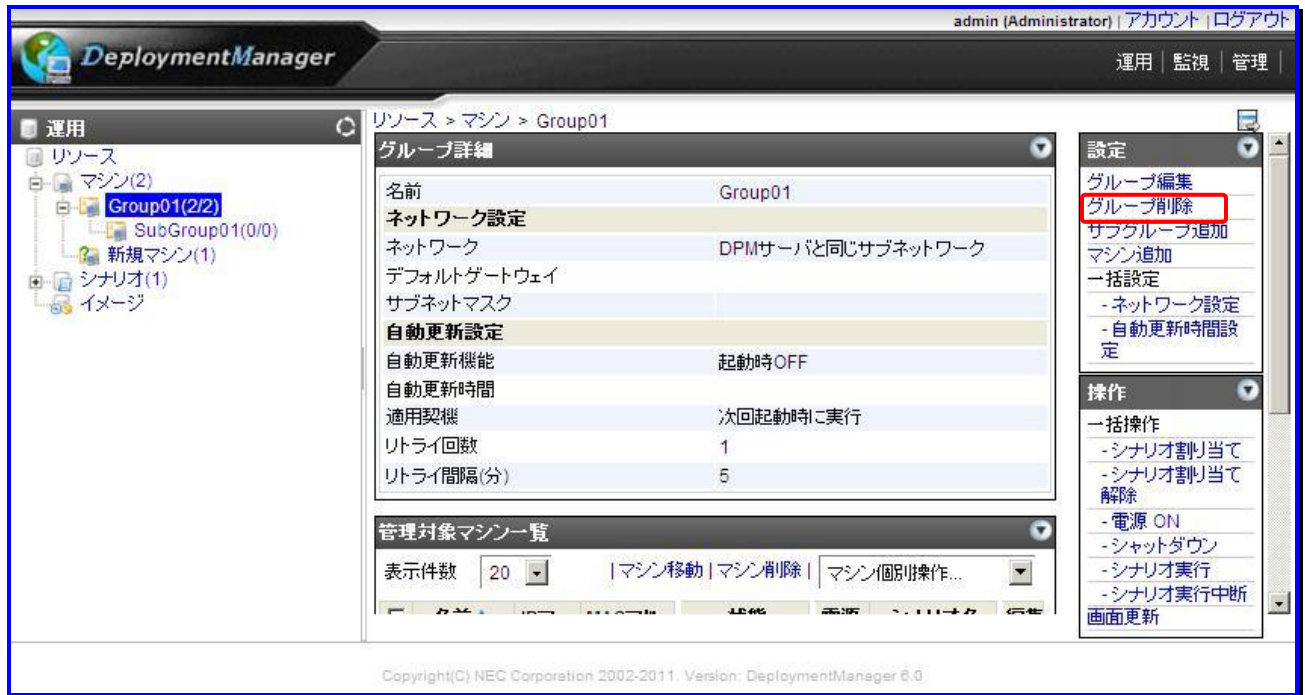 admin (Administrator) | アカウント | ログアウト
DeploymentManager
運用 | 監視 | 管理 |
運用
リソース
マシン(2)
Group01(2/2)
SubGroup01(0/0)
新規マシン(1)
シナリオ(1)
イメージ
リソース > マシン > Group01
グループ詳細
名前 Group01
ネットワーク設定
ネットワーク DPMサーバと同じサブネットワーク
デフォルトゲートウェイ
サブネットマスク
自動更新設定
自動更新機能 起動時OFF
自動更新時間
適用契機 次回起動時に実行
リトライ回数 1
リトライ間隔(分) 5
管理対象マシン一覧
表示件数 20 | マシン移動 | マシン削除 | マシン個別操作...
設定
グループ編集
グループ削除
サブグループ追加
マシン追加
一括設定
- ネットワーク設定
- 自動更新時間設
定
操作
一括操作
- シナリオ割り当て
- シナリオ割り当て
解除
- 電源 ON
- シャットダウン
- シナリオ実行
- シナリオ実行中断
画面更新
Copyright(C) NEC Corporation 2002-2011. Version: DeploymentManager 6.0